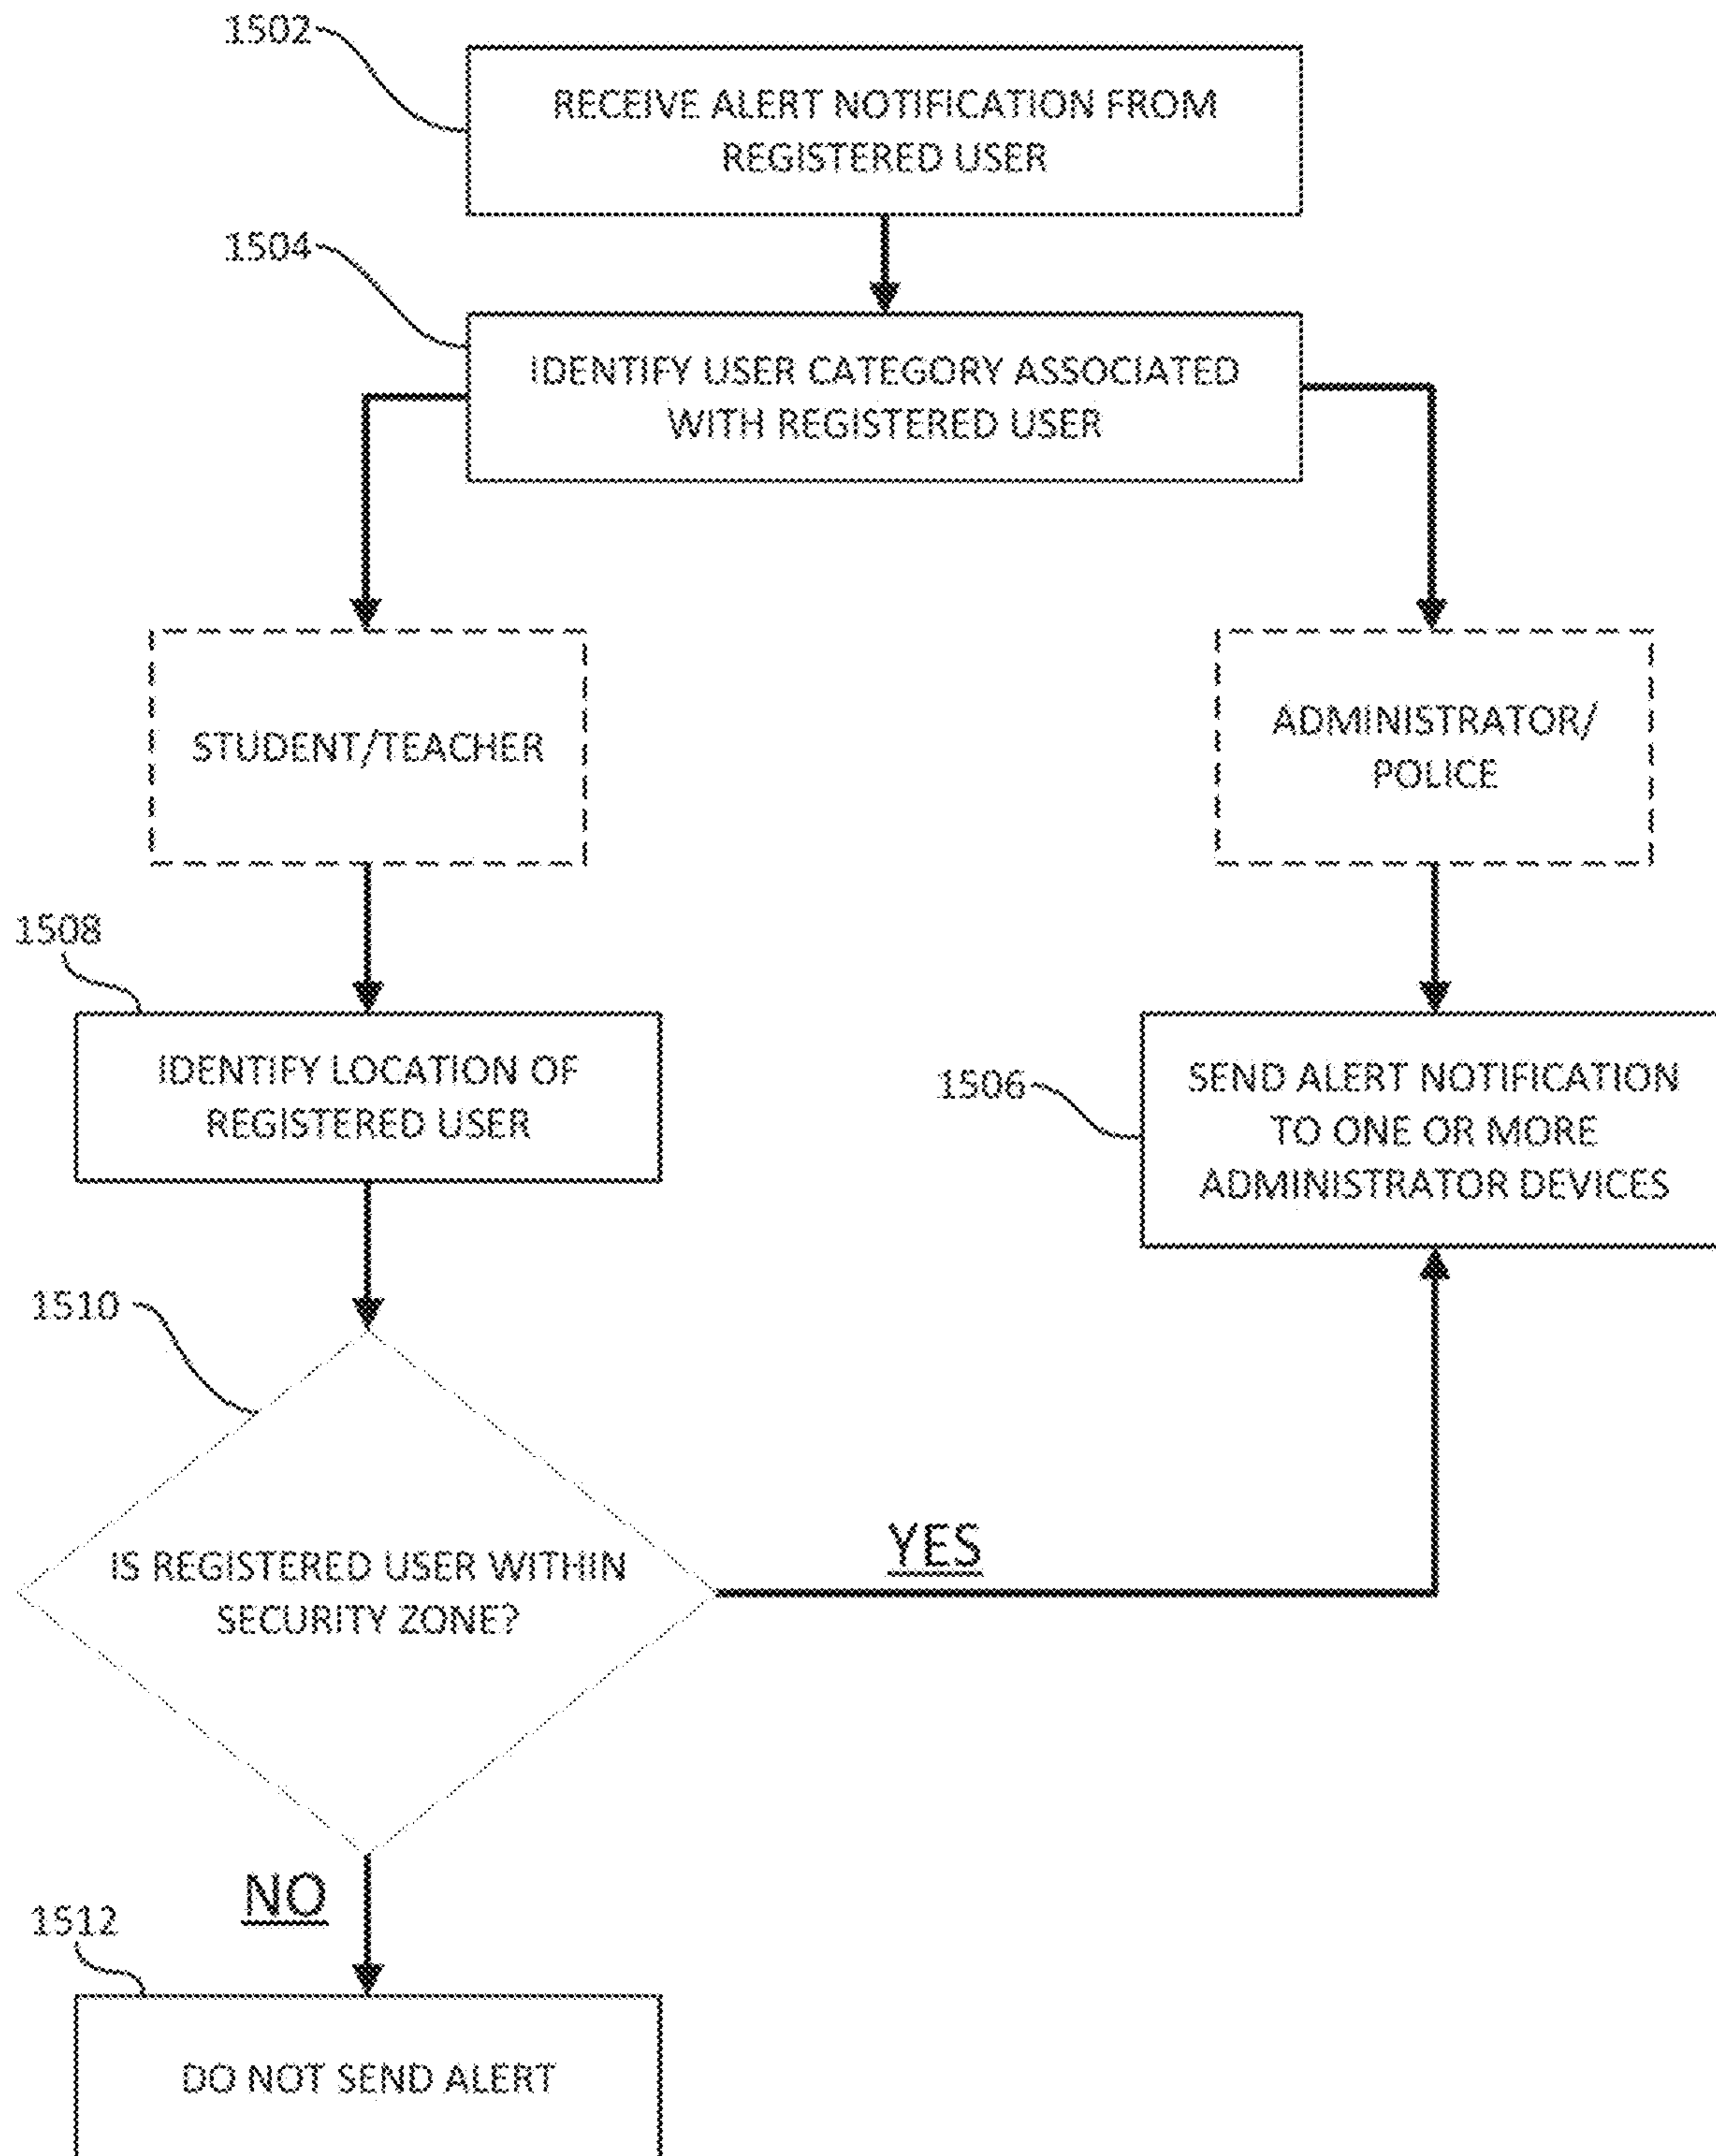 1502
RECEIVE ALERT NOTIFICATION FROM
REGISTERED USER
1504
IDENTIFY USER CATEGORY ASSOCIATED
WITH REGISTERED USER
STUDENT/TEACHER
ADMINISTRATOR/
POLICE
1508
IDENTIFY LOCATION OF
REGISTERED USER
1506
SEND ALERT NOTIFICATION
TO ONE OR MORE
ADMINISTRATOR DEVICES
1510
IS REGISTERED USER WITHIN
SECURITY ZONE?
YES
NO
1512
DO NOT SEND ALERT